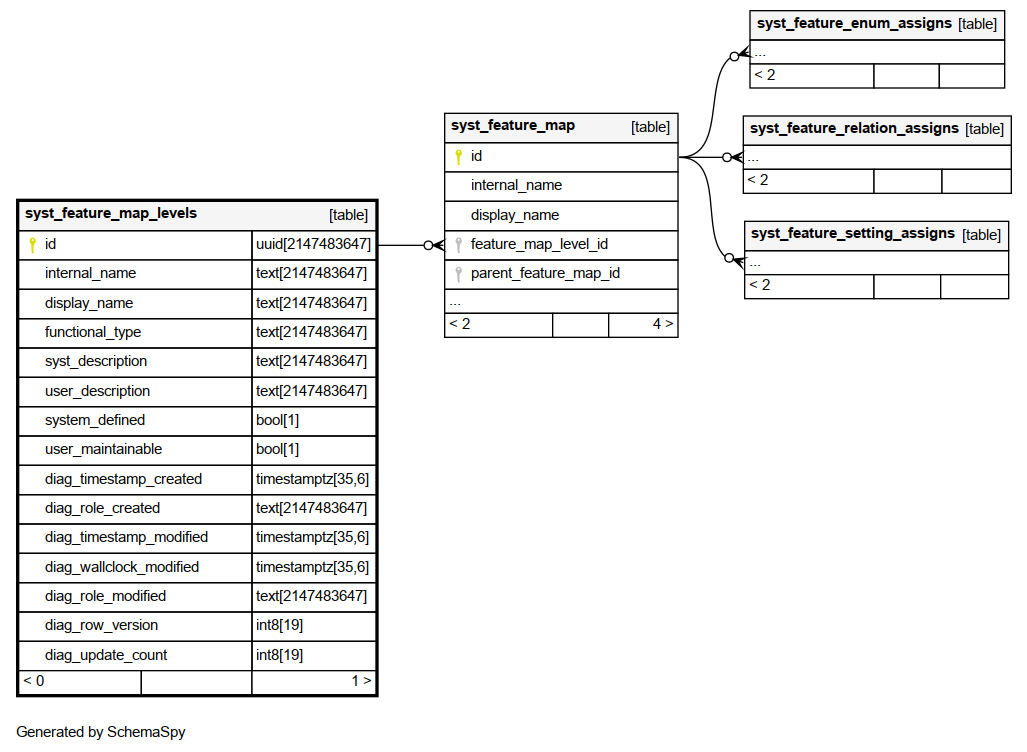 syst_feature_enum_assigns [table]
...
< 2
syst_feature_map [table]
id
internal_name
display_name
feature_map_level_id
parent_feature_map_id
...
< 2 4 >
syst_feature_relation_assigns [table]
...
< 2
syst_feature_setting_assigns [table]
...
< 2
syst_feature_map_levels [table]
id uuid[2147483647]
internal_name text[2147483647]
display_name text[2147483647]
functional_type text[2147483647]
syst_description text[2147483647]
user_description text[2147483647]
system_defined bool[1]
user_maintainable bool[1]
diag_timestamp_created timestamptz[35,6]
diag_role_created text[2147483647]
diag_timestamp_modified timestamptz[35,6]
diag_wallclock_modified timestamptz[35,6]
diag_role_modified text[2147483647]
diag_row_version int8[19]
diag_update_count int8[19]
< 0 1 >
Generated by SchemaSpy